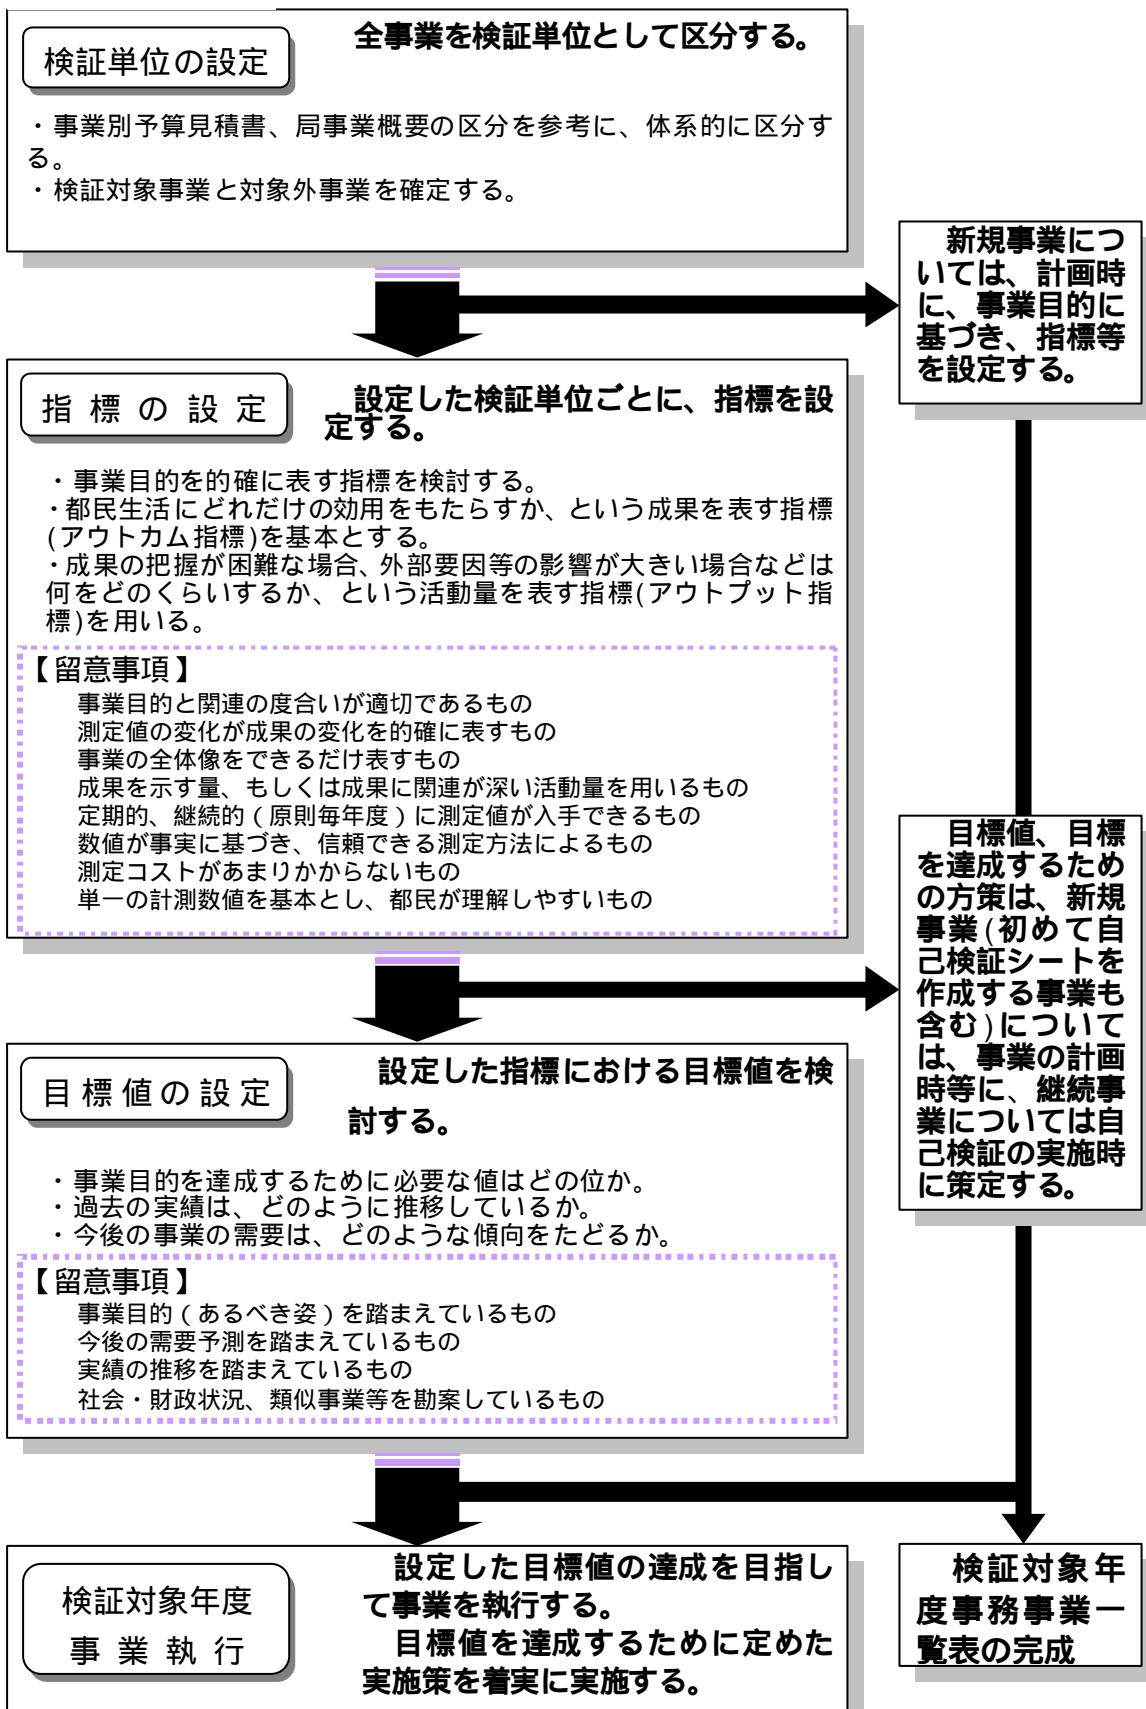 検証単位の設定
全事業を検証単位として区分する。
・事業別予算見積書、局事業概要の区分を参考に、体系的に区分す
る。
・検証対象事業と対象外事業を確定する。
新規事業につ
いては、計画時
に、事業目的に
基づき、指標等
を設定する。
指標の設定
設定した検証単位ごとに、指標を設
定する。
・事業目的を的確に表す指標を検討する。
・都民生活にどれだけの効用をもたらすか、という成果を表す指標
(アウトカム指標)を基本とする。
・成果の把握が困難な場合、外部要因等の影響が大きい場合などは
何をどのくらいするか、という活動量を表す指標(アウトプット指
標)を用いる。
【留意事項】
事業目的と関連の度合いが適切であるもの
測定値の変化が成果の変化を的確に表すもの
事業の全体像をできるだけ表すもの
成果を示す量、もしくは成果に関連が深い活動量を用いるもの
定期的、継続的（原則毎年度）に測定値が入手できるもの
数値が事実に基づき、信頼できる測定方法によるもの
測定コストがあまりかからないもの
単一の計測数値を基本とし、都民が理解しやすいもの
目標値、目標
を達成するため
の方策は、新規
事業(初めて自
己検証シートを
作成する事業も
含む)について
は、事業の計画
時等に、継続事
業については自
己検証の実施時
に策定する。
目標値の設定
設定した指標における目標値を検
討する。
・事業目的を達成するために必要な値はどの位か。
・過去の実績は、どのように推移しているか。
・今後の事業の需要は、どのような傾向をたどるか。
【留意事項】
事業目的（あるべき姿）を踏まえているもの
今後の需要予測を踏まえているもの
実績の推移を踏まえているもの
社会・財政状況、類似事業等を勘案しているもの
検証対象年度
事業執行
設定した目標値の達成を目指し
て事業を執行する。
目標値を達成するために定めた
実施策を着実に実施する。
検証対象年
度事務事業一
覧表の完成